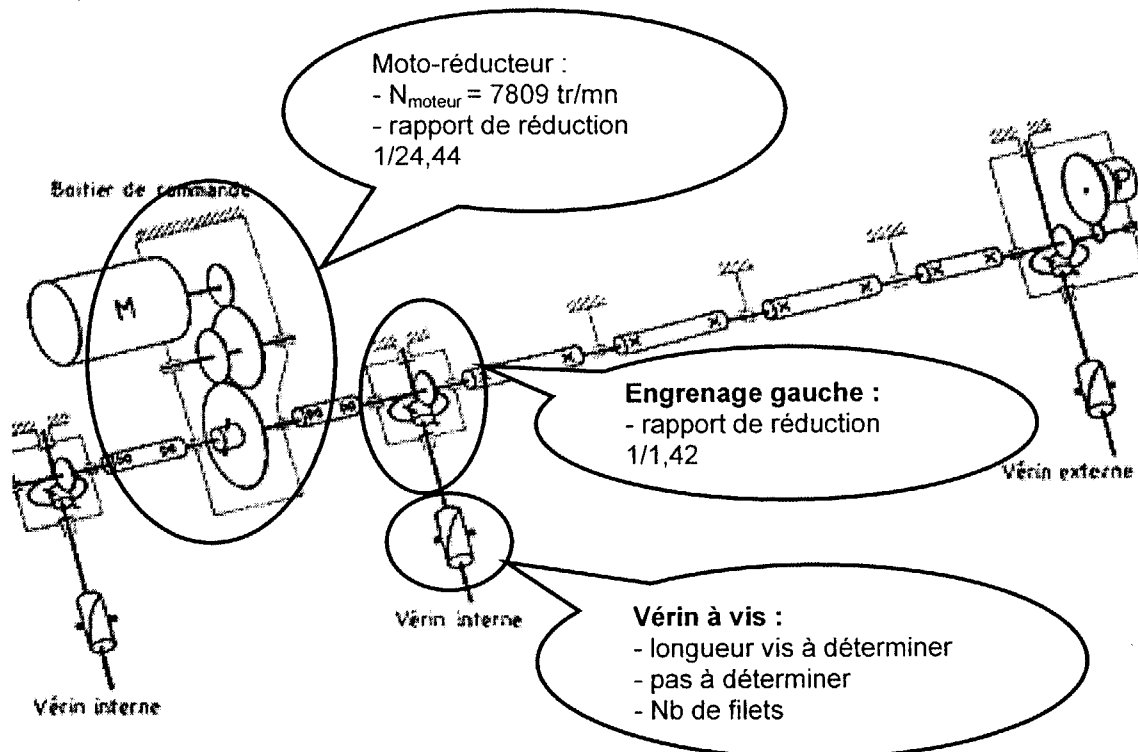 Moto-réducteur :
- Nmoteur = 7809 tr/mn
- rapport de réduction
1/24,44
Boîtier de commande
M
P
Engrenage gauche :
- rapport de réduction
1/1,42
Vérin externe
Vérin interne
Vérin à vis :
- longueur vis à déterminer
- pas à déterminer
- Nb de filets
Vérin interne